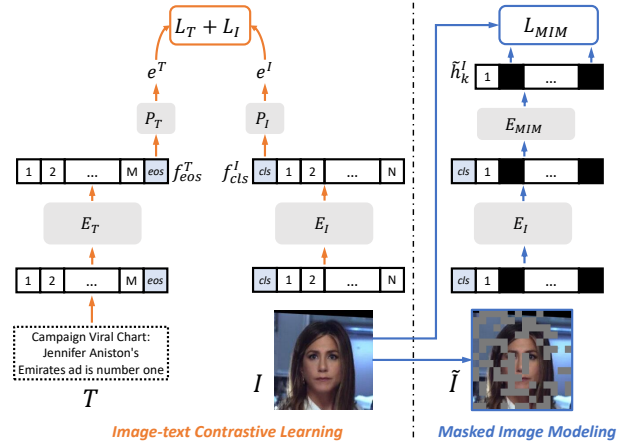 L_T + L_I
L_MIM
e^T
e^I
h̃_k^I
1
...
P_T
P_I
E_MIM
1 2 ... M eos
f_eos^T
f_cls^I
cls 1 2 ... N
cls 1 ...
E_T
E_I
E_I
1 2 ... M eos
cls 1 2 ... N
cls 1 ...
Campaign Viral Chart:
Jennifer Aniston's
Emirates ad is number one
T
I
Ĩ
Image-text Contrastive Learning
Masked Image Modeling